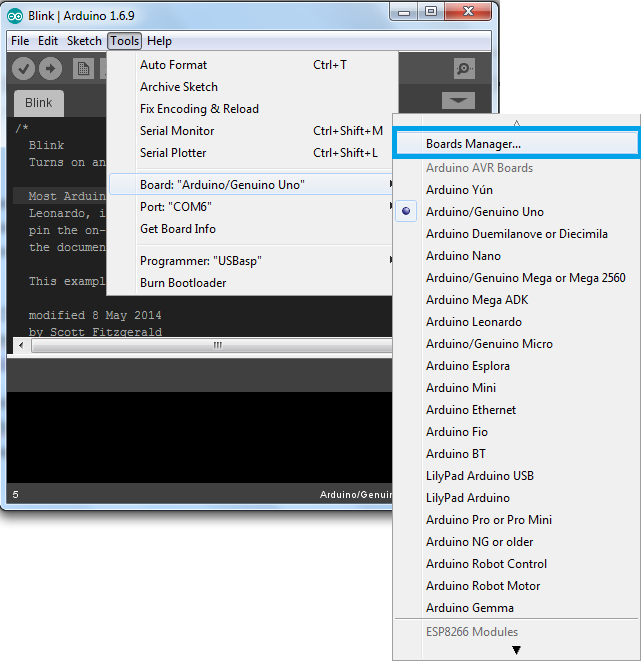 Blink | Arduino 1.6.9
File Edit Sketch Tools Help
Auto Format Ctrl+T
Archive Sketch
Fix Encoding & Reload
Serial Monitor Ctrl+Shift+M
Serial Plotter Ctrl+Shift+L
Board: "Arduino/Genuino Uno"
Port: "COM6"
Get Board Info
Programmer: "USBasp"
Burn Bootloader
Boards Manager...
Arduino AVR Boards
Arduino Yún
Arduino/Genuino Uno
Arduino Duemilanove or Diecimila
Arduino Nano
Arduino/Genuino Mega or Mega 2560
Arduino Mega ADK
Arduino Leonardo
Arduino/Genuino Micro
Arduino Esplora
Arduino Mini
Arduino Ethernet
Arduino Fio
Arduino BT
LilyPad Arduino USB
LilyPad Arduino
Arduino Pro or Pro Mini
Arduino NG or older
Arduino Robot Control
Arduino Robot Motor
Arduino Gemma
ESP8266 Modules
Blink
/*
Blink
Turns on an
Most Arduin
Leonardo, i
pin the on-
the documen
This exampl
modified 8 May 2014
by Scott Fitzgerald
5 Arduino/Genuin